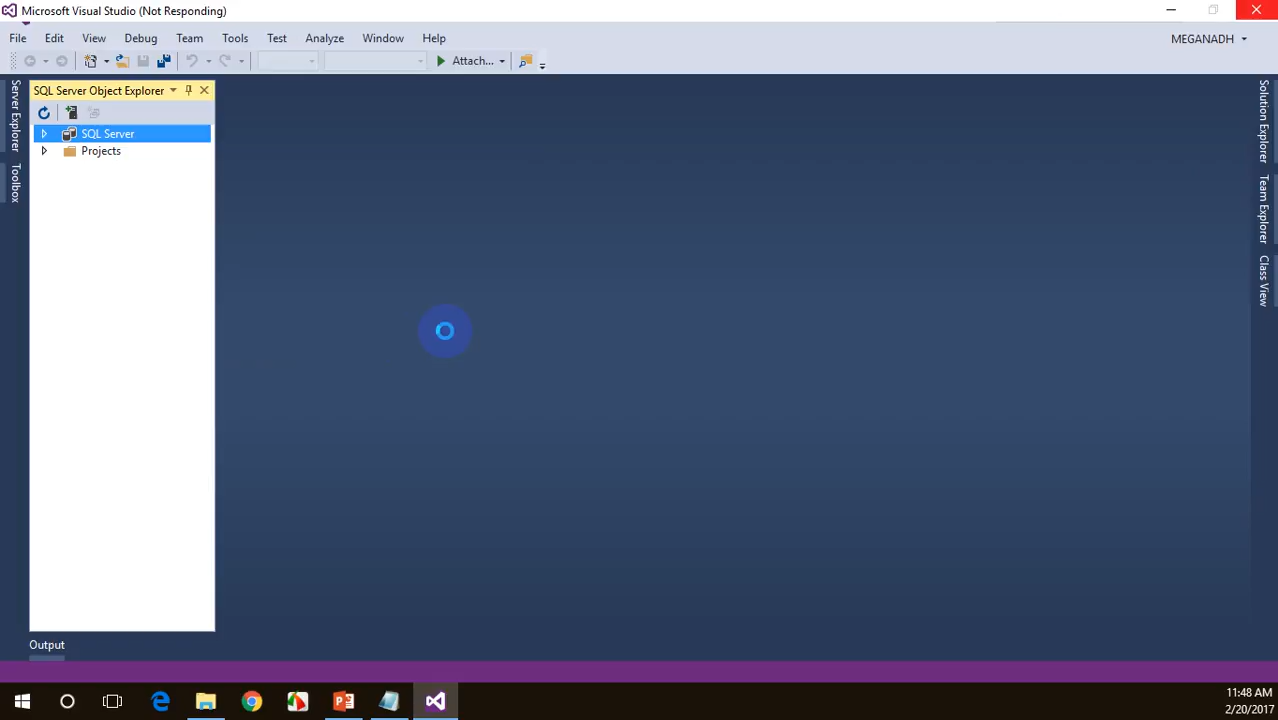 Microsoft Visual Studio (Not Responding)
File Edit View Debug Team Tools Test Analyze Window Help
MEGANADH
Attach...
Server Explorer
Toolbox
SQL Server Object Explorer
SQL Server
Projects
Solution Explorer
Team Explorer
Class View
Output
11:48 AM
2/20/2017